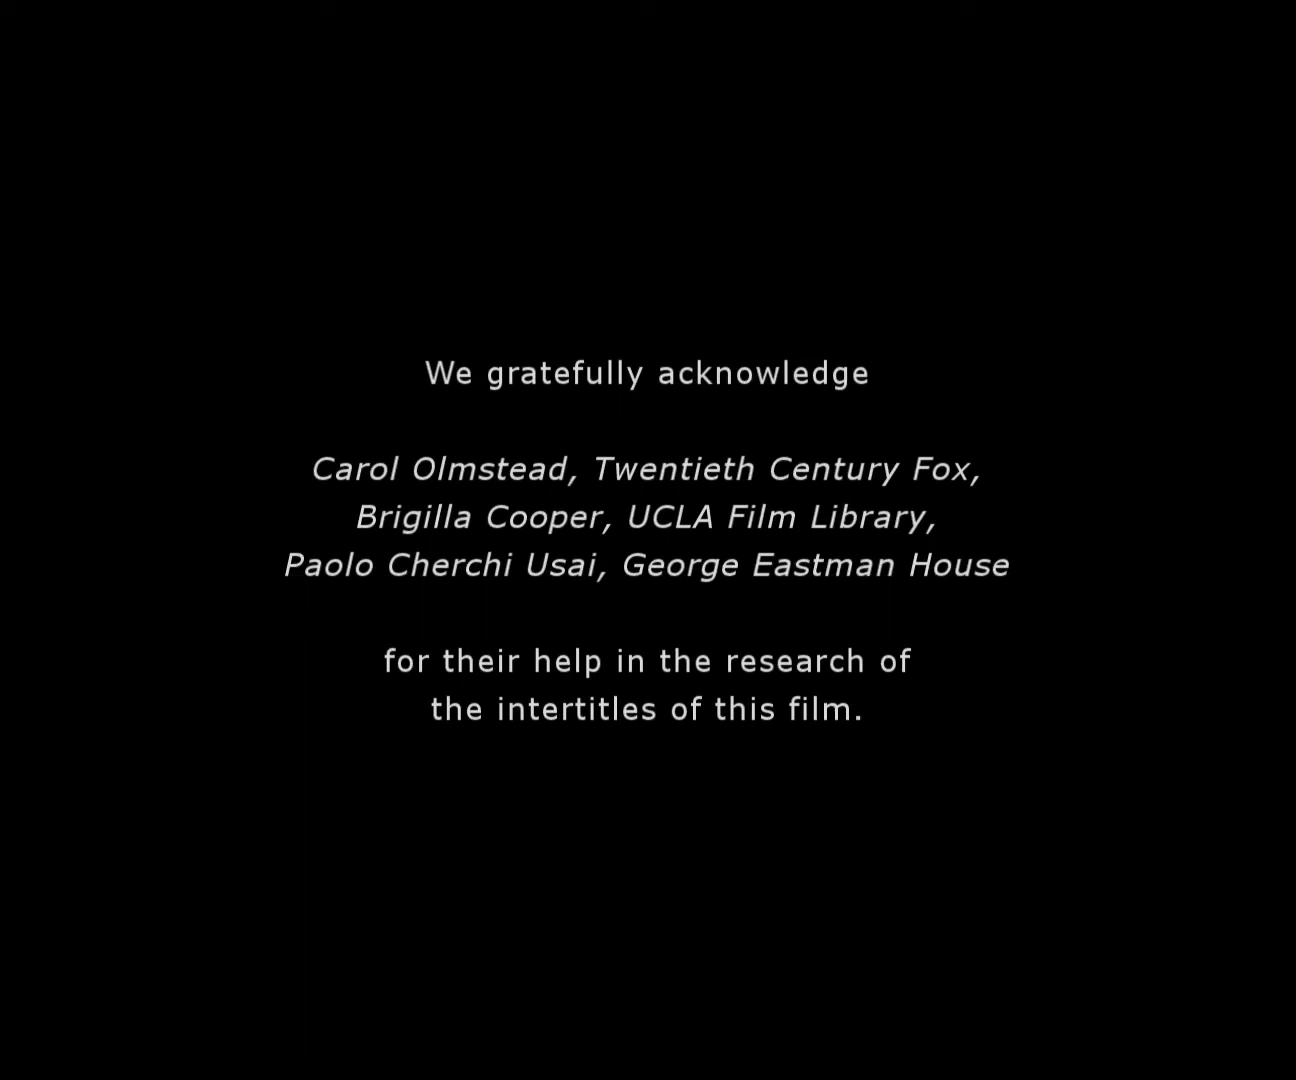 We gratefully acknowledge
Carol Olmstead, Twentieth Century Fox,
Brigilla Cooper, UCLA Film Library,
Paolo Cherchi Usai, George Eastman House
for their help in the research of
the intertitles of this film.